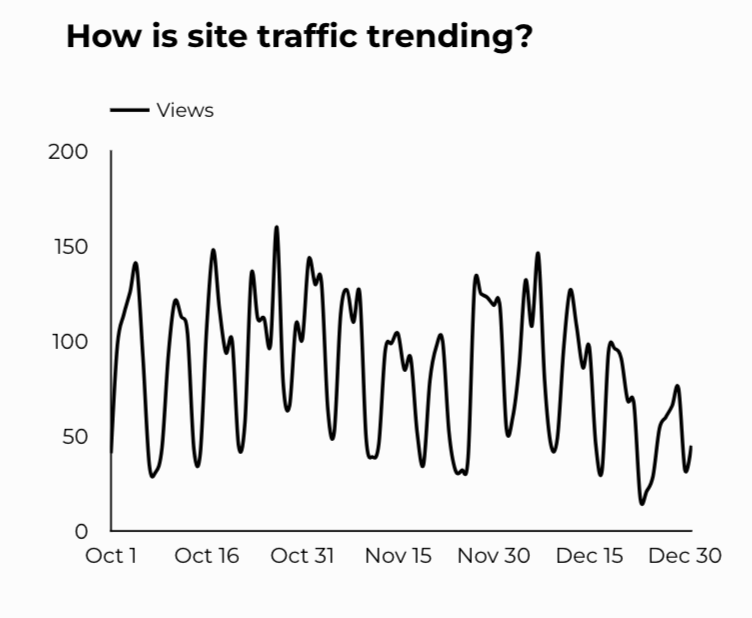 How is site traffic trending?
Views
200
150
100
50
0
Oct 1 Oct 16 Oct 31 Nov 15 Nov 30 Dec 15 Dec 30